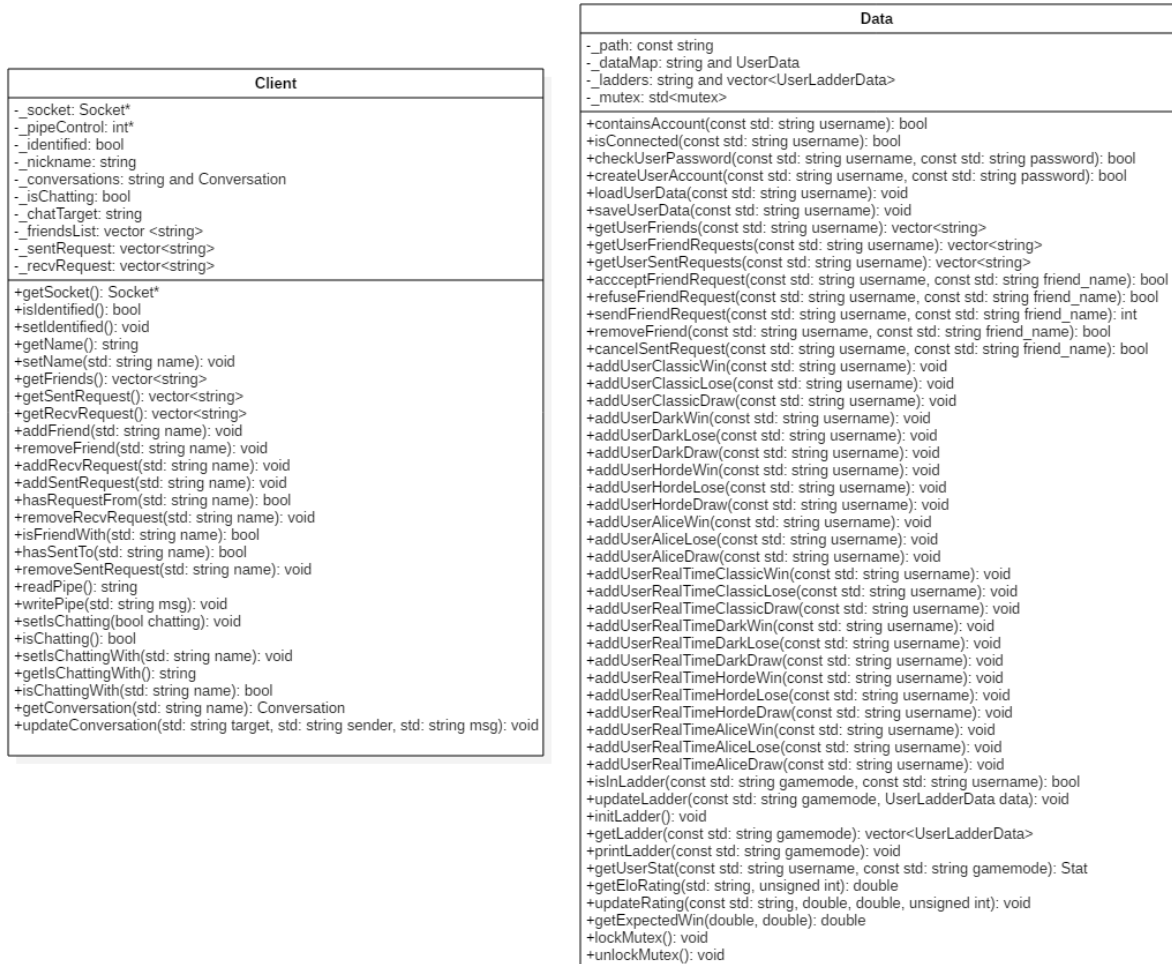 Client
-_socket: Socket*
-_pipeControl: int*
-_identified: bool
-_nickname: string
-_conversations: string and Conversation
-_isChatting: bool
-_chatTarget: string
-_friendsList: vector <string>
-_sentRequest: vector<string>
-_recvRequest: vector<string>
+getSocket(): Socket*
+isIdentified(): bool
+setIdentified(): void
+getName(): string
+setName(std: string name): void
+getFriends(): vector<string>
+getSentRequest(): vector<string>
+getRecvRequest(): vector<string>
+addFriend(std: string name): void
+removeFriend(std: string name): void
+addRecvRequest(std: string name): void
+addSentRequest(std: string name): void
+hasRequestFrom(std: string name): bool
+removeRecvRequest(std: string name): void
+isFriendWith(std: string name): bool
+hasSentTo(std: string name): bool
+removeSentRequest(std: string name): void
+readPipe(): string
+writePipe(std: string msg): void
+setIsChatting(bool chatting): void
+isChatting(): bool
+setIsChattingWith(std: string name): void
+getIsChattingWith(): string
+isChattingWith(std: string name): bool
+getConversation(std: string name): Conversation
+updateConversation(std: string target, std: string sender, std: string msg): void
Data
-_path: const string
-_dataMap: string and UserData
-_ladders: string and vector<UserLadderData>
-_mutex: std<mutex>
+containsAccount(const std: string username): bool
+isConnected(const std: string username): bool
+checkUserPassword(const std: string username, const std: string password): bool
+createUserAccount(const std: string username, const std: string password): bool
+loadUserData(const std: string username): void
+saveUserData(const std: string username): void
+getUserFriends(const std: string username): vector<string>
+getUserFriendRequests(const std: string username): vector<string>
+getUserSentRequests(const std: string username): vector<string>
+accceptFriendRequest(const std: string username, const std: string friend_name): bool
+refuseFriendRequest(const std: string username, const std: string friend_name): bool
+sendFriendRequest(const std: string username, const std: string friend_name): int
+removeFriend(const std: string username, const std: string friend_name): bool
+cancelSentRequest(const std: string username, const std: string friend_name): bool
+addUserClassicWin(const std: string username): void
+addUserClassicLose(const std: string username): void
+addUserClassicDraw(const std: string username): void
+addUserDarkWin(const std: string username): void
+addUserDarkLose(const std: string username): void
+addUserDarkDraw(const std: string username): void
+addUserHordeWin(const std: string username): void
+addUserHordeLose(const std: string username): void
+addUserHordeDraw(const std: string username): void
+addUserAliceWin(const std: string username): void
+addUserAliceLose(const std: string username): void
+addUserAliceDraw(const std: string username): void
+addUserRealTimeClassicWin(const std: string username): void
+addUserRealTimeClassicLose(const std: string username): void
+addUserRealTimeClassicDraw(const std: string username): void
+addUserRealTimeDarkWin(const std: string username): void
+addUserRealTimeDarkLose(const std: string username): void
+addUserRealTimeDarkDraw(const std: string username): void
+addUserRealTimeHordeWin(const std: string username): void
+addUserRealTimeHordeLose(const std: string username): void
+addUserRealTimeHordeDraw(const std: string username): void
+addUserRealTimeAliceWin(const std: string username): void
+addUserRealTimeAliceLose(const std: string username): void
+addUserRealTimeAliceDraw(const std: string username): void
+isInLadder(const std: string gamemode, const std: string username): bool
+updateLadder(const std: string gamemode, UserLadderData data): void
+initLadder(): void
+getLadder(const std: string gamemode): vector<UserLadderData>
+printLadder(const std: string gamemode): void
+getUserStat(const std: string username, const std: string gamemode): Stat
+getEloRating(std: string, unsigned int): double
+updateRating(const std: string, double, double, unsigned int): void
+getExpectedWin(double, double): double
+lockMutex(): void
+unlockMutex(): void